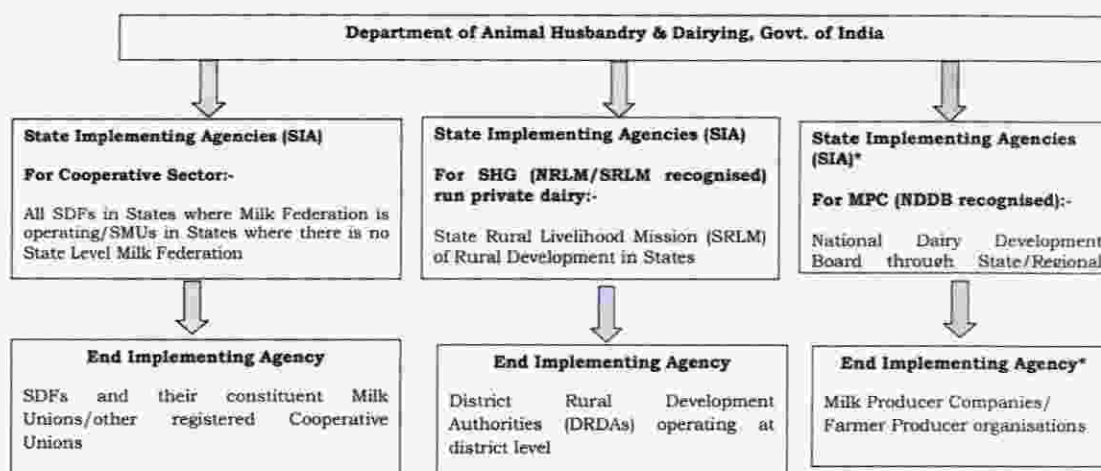 Department of Animal Husbandry & Dairying, Govt. of India
State Implementing Agencies (SIA)
For Cooperative Sector:-
All SDFs in States where Milk Federation is
operating/SMUs in States where there is no
State Level Milk Federation
State Implementing Agencies (SIA)
For SHG (NRLM/SRLM recognised)
run private dairy:-
State Rural Livelihood Mission (SRLM)
of Rural Development in States
State Implementing Agencies
(SIA)*
For MPC (NDDB recognised):-
National Dairy Development
Board through State/Regional
End Implementing Agency
SDFs and their constituent Milk
Unions/other registered Cooperative
Unions
End Implementing Agency
District Rural Development
Authorities (DRDAs) operating at
district level
End Implementing Agency*
Milk Producer Companies/
Farmer Producer organisations